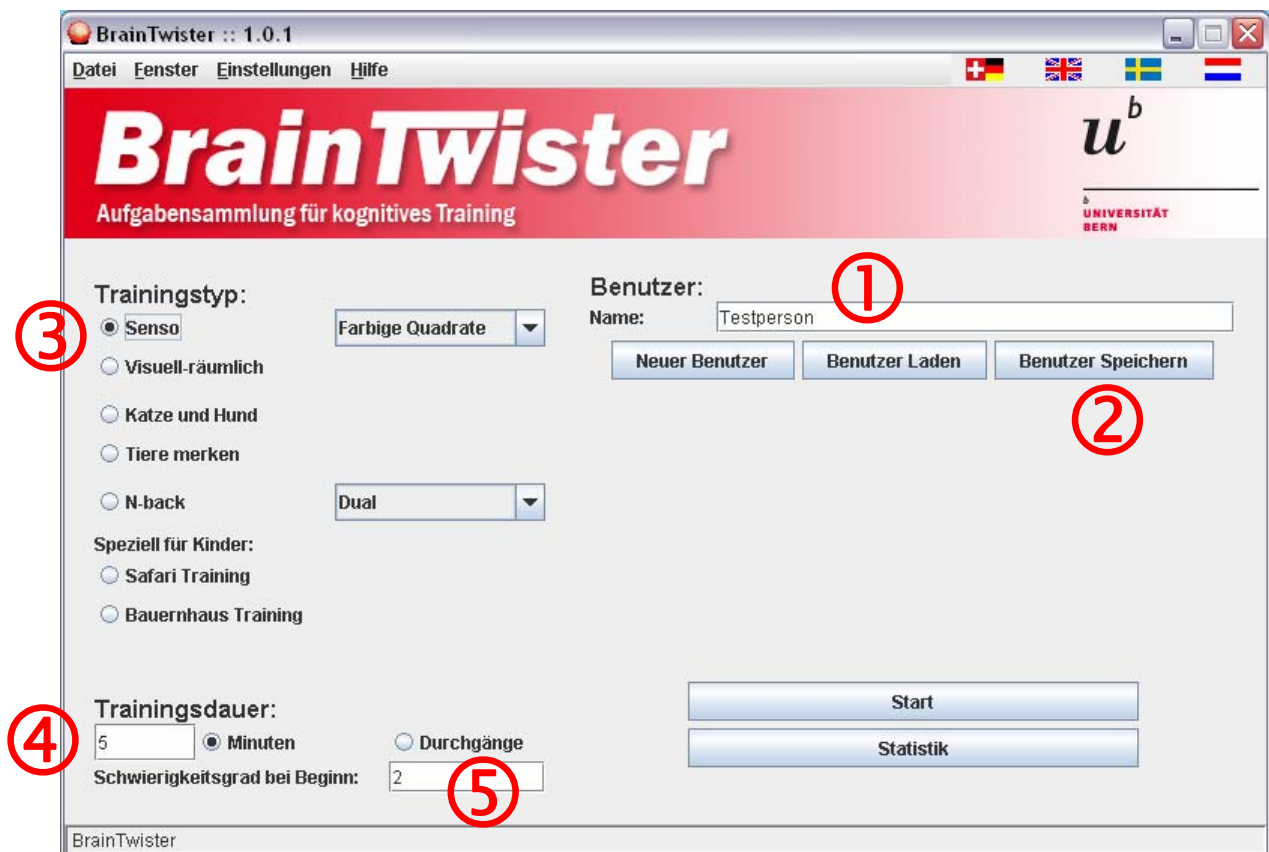 BrainTwister :: 1.0.1
Datei Fenster Einstellungen Hilfe
BrainTwister
Aufgabensammlung für kognitives Training
u b
b
UNIVERSITÄT
BERN
Trainingstyp:
③
Senso
Farbige Quadrate
Visuell-räumlich
Katze und Hund
Tiere merken
N-back
Dual
Speziell für Kinder:
Safari Training
Bauernhaus Training
Benutzer:
①
Name: Testperson
Neuer Benutzer Benutzer Laden Benutzer Speichern
②
Trainingsdauer:
④
5 Minuten Durchgänge
Schwierigkeitsgrad bei Beginn: 2
⑤
Start
Statistik
BrainTwister